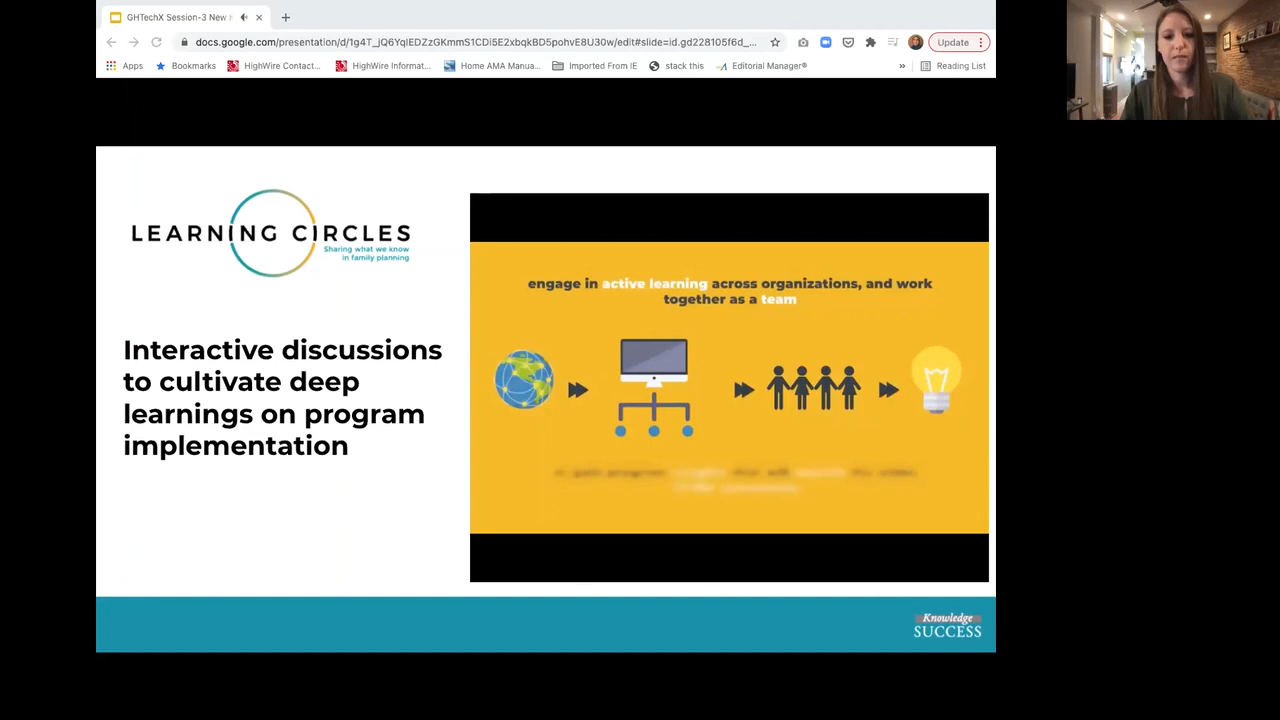 GHTechX Session-3 New
docs.google.com/presentation/d/1g4T_jQ6YqlEDZzGKmmS1CDi5E2xbqkBD5pohvE8U30w/edit#slide=id.gd228105f6d_...
Update
Apps
Bookmarks
HighWire Contact...
HighWire Informat...
Home AMA Manua...
Imported From IE
stack this
Editorial Manager®
»
Reading List
LEARNING CIRCLES
Sharing what we know
in family planning
Interactive discussions
to cultivate deep
learnings on program
implementation
engage in active learning across organizations, and work
together as a team
Knowledge
SUCCESS